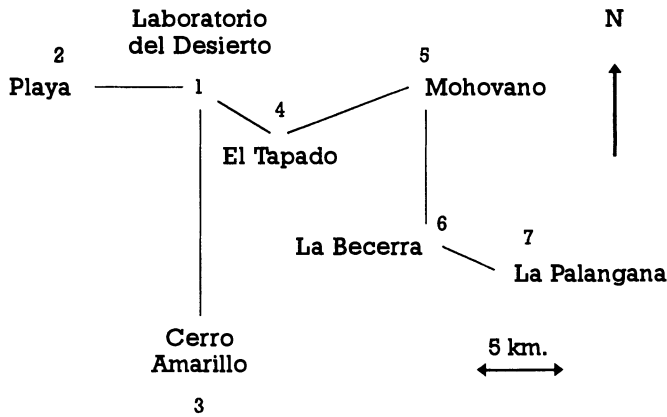 Laboratorio
del Desierto
N
2
5
Playa
1
Mohovano
4
El Tapado
6
La Becerra
7
La Palangana
Cerro
Amarillo
5 km.
3